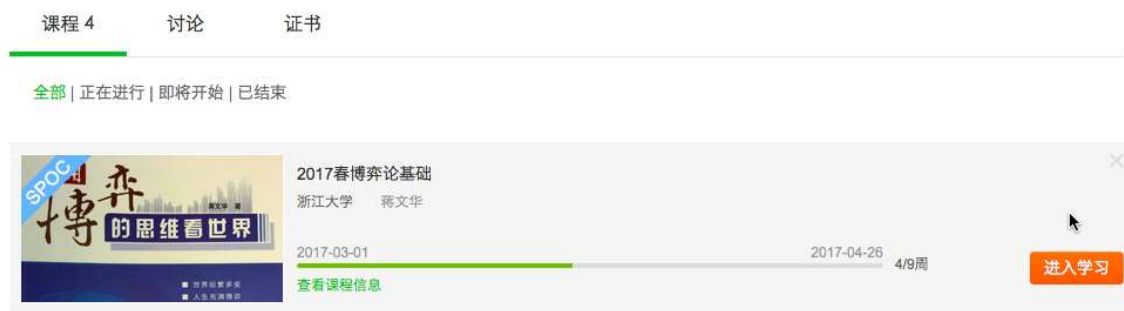 课程 4 讨论 证书
全部 | 正在进行 | 即将开始 | 已结束
SPOC
博弈
蒋文华 著
的思维看世界
2017春博弈论基础
浙江大学 蒋文华
2017-03-01 2017-04-26 4/9周
查看课程信息
进入学习